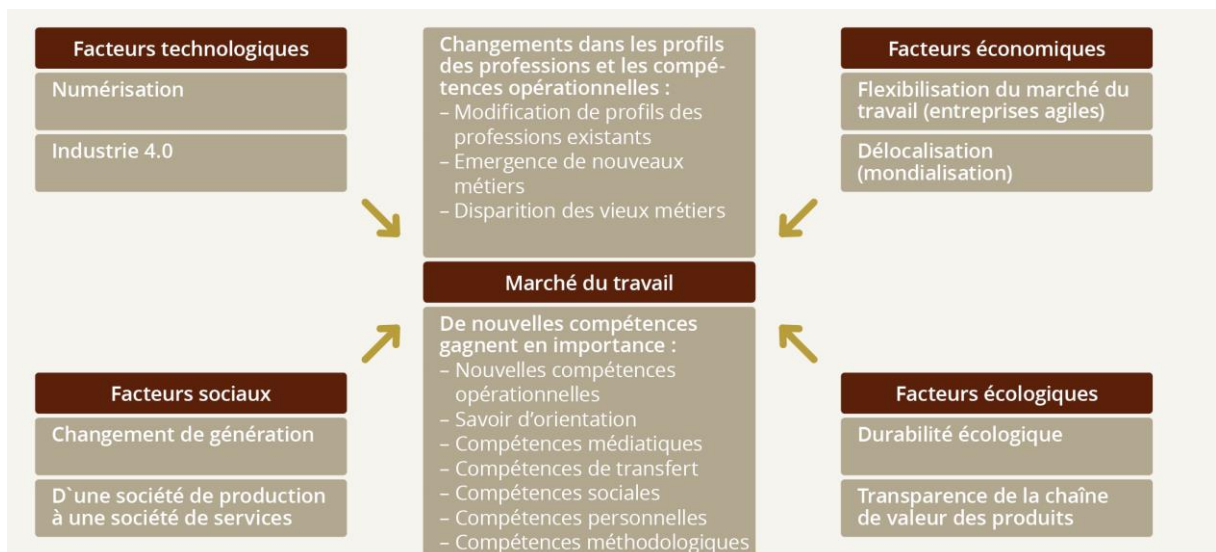 Facteurs technologiques
Numérisation
Industrie 4.0
Changements dans les profils
des professions et les compé-
tences opérationnelles :
– Modification de profils des
professions existants
– Emergence de nouveaux
métiers
– Disparition des vieux métiers
Facteurs économiques
Flexibilisation du marché du
travail (entreprises agiles)
Délocalisation
(mondialisation)
Marché du travail
Facteurs sociaux
Changement de génération
D`une société de production
à une société de services
De nouvelles compétences
gagnent en importance :
– Nouvelles compétences
opérationnelles
– Savoir d’orientation
– Compétences médiatiques
– Compétences de transfert
– Compétences sociales
– Compétences personnelles
– Compétences méthodologiques
Facteurs écologiques
Durabilité écologique
Transparence de la chaîne
de valeur des produits